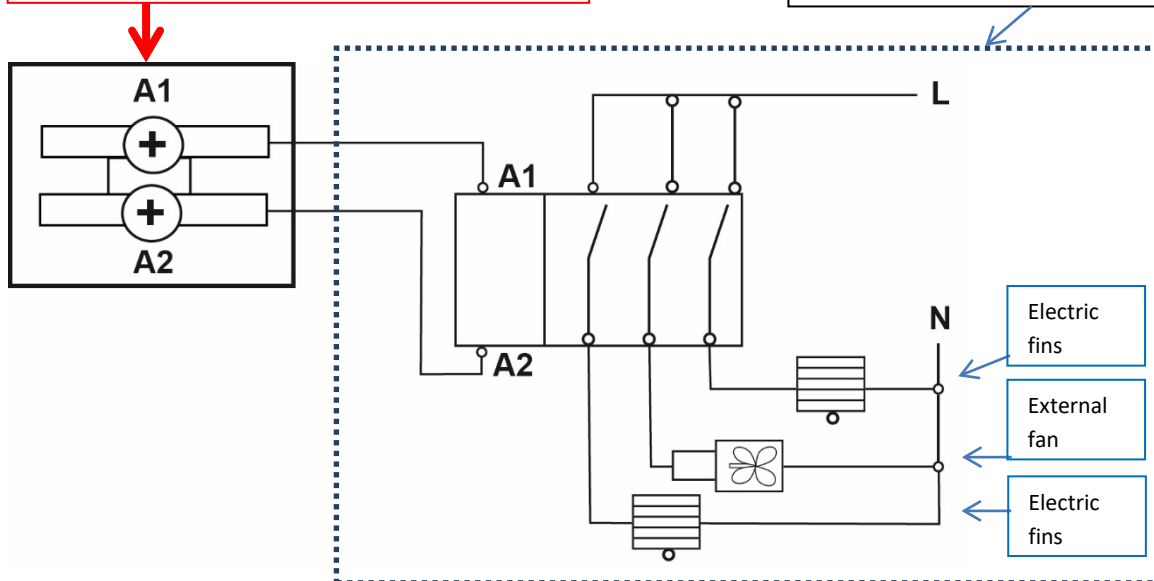 A1
A2
A1
A2
L
N
Electric
fins
External
fan
Electric
fins